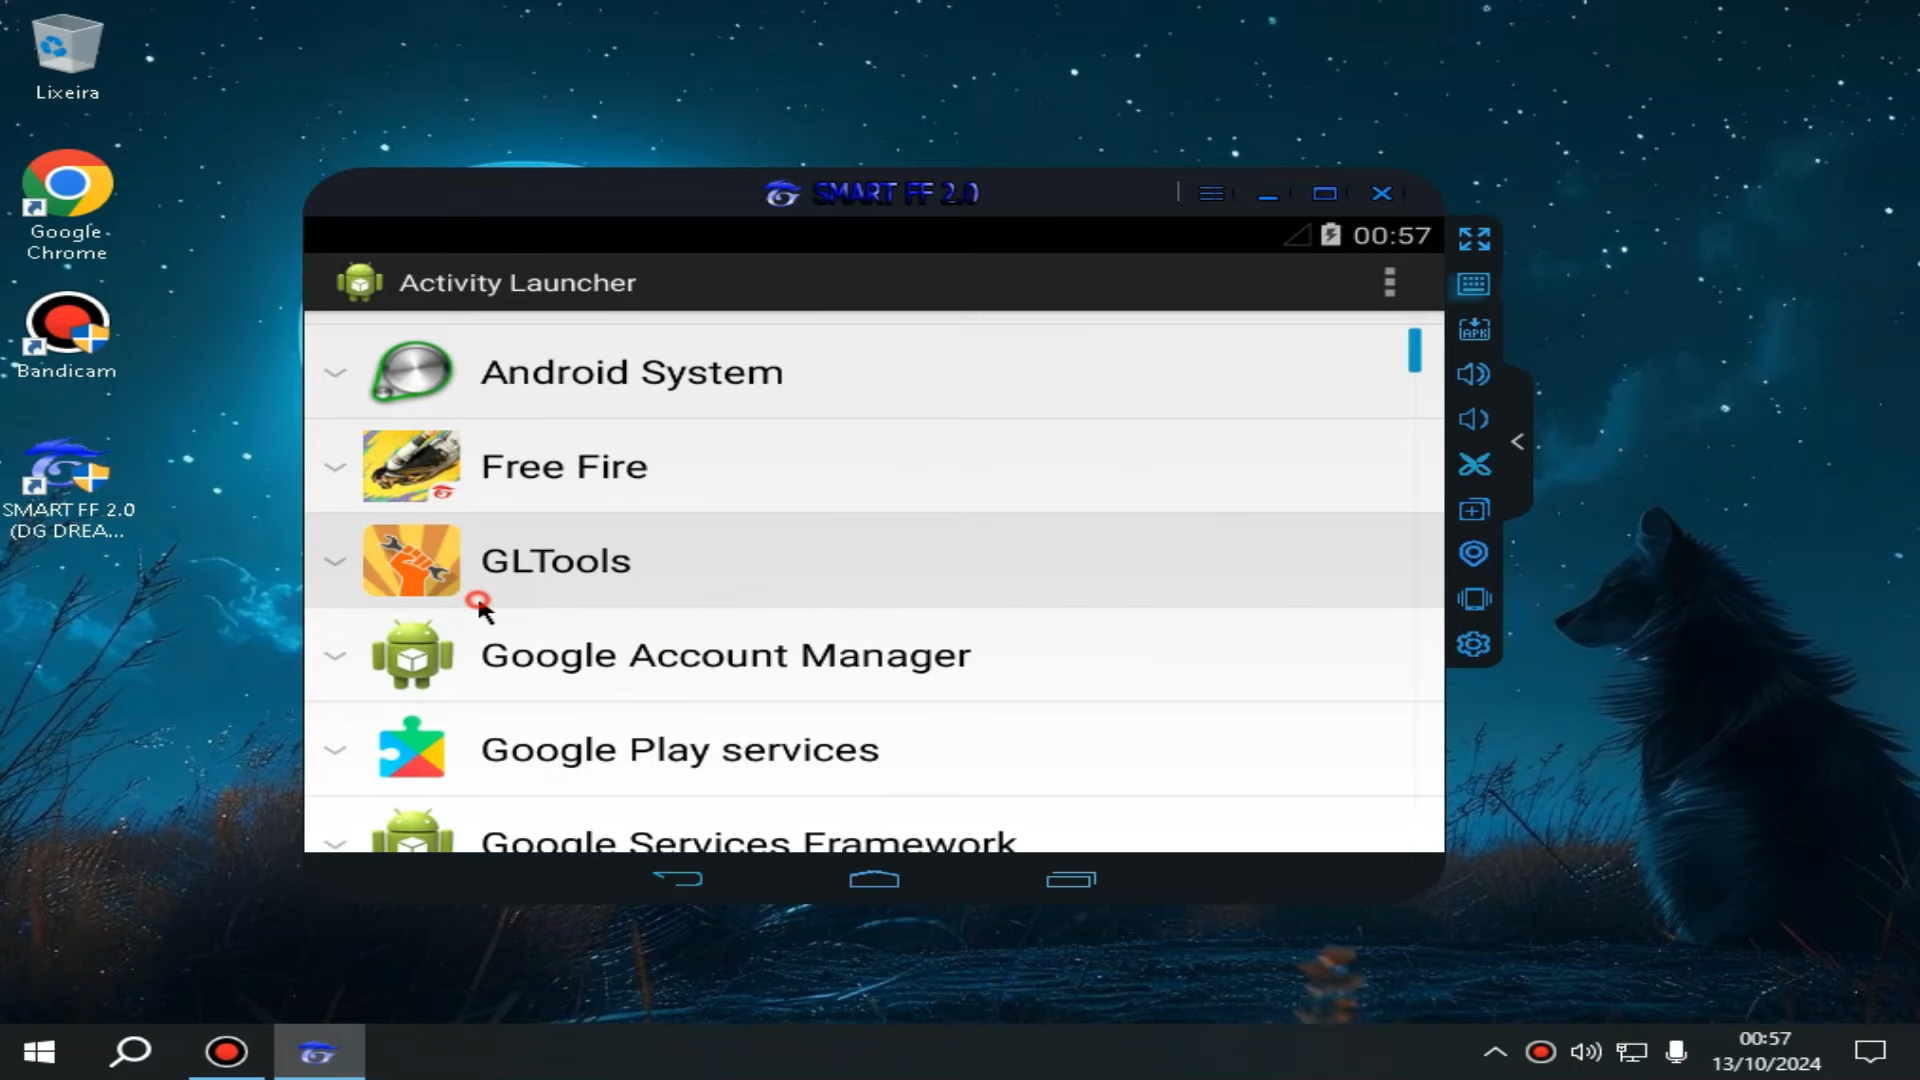 Lixeira
Google
Chrome
Bandicam
SMART FF 2.0
(DG DREA...
SMART FF 2.0
00:57
APK
Activity Launcher
Android System
Free Fire
GLTools
Google Account Manager
Google Play services
Google Services Framework
00:57
13/10/2024